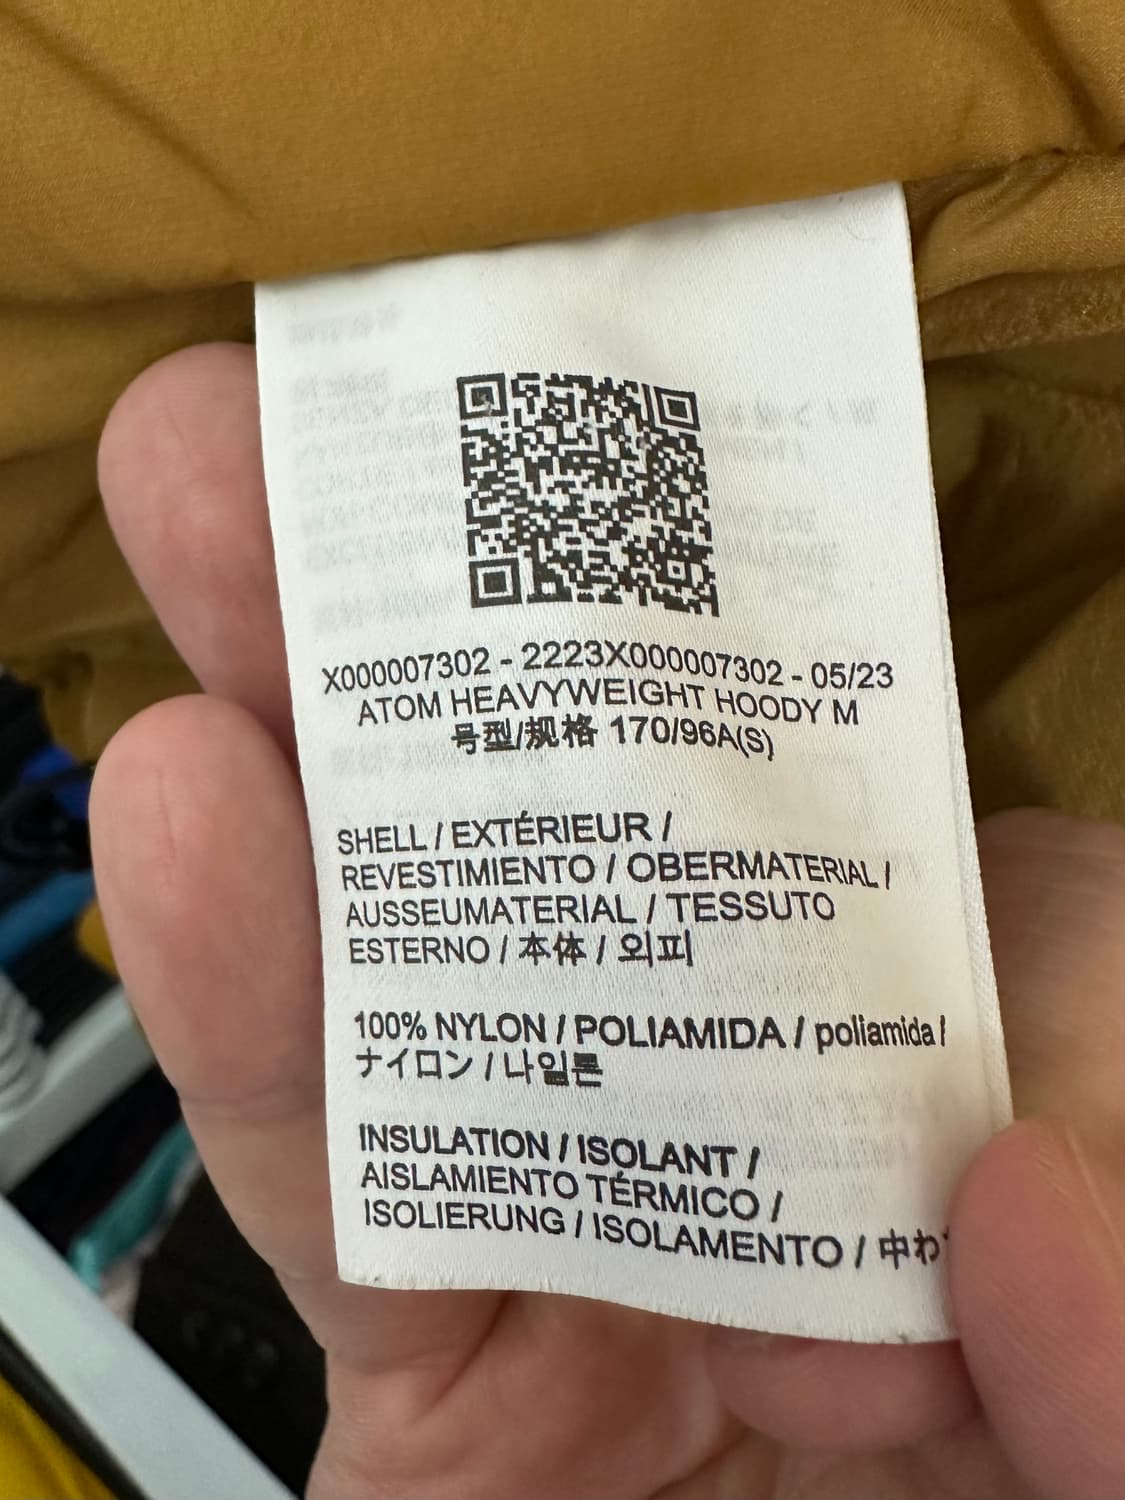 X000007302 - 2223X000007302 - 05/23
ATOM HEAVYWEIGHT HOODY M
号型/规格 170/96A(S)
SHELL / EXTÉRIEUR /
REVESTIMIENTO / OBERMATERIAL /
AUSSEUMATERIAL / TESSUTO
ESTERNO / 本体 / 외피
100% NYLON / POLIAMIDA / poliamida /
ナイロン / 나일론
INSULATION / ISOLANT /
AISLAMIENTO TÉRMICO /
ISOLIERUNG / ISOLAMENTO / 中わ